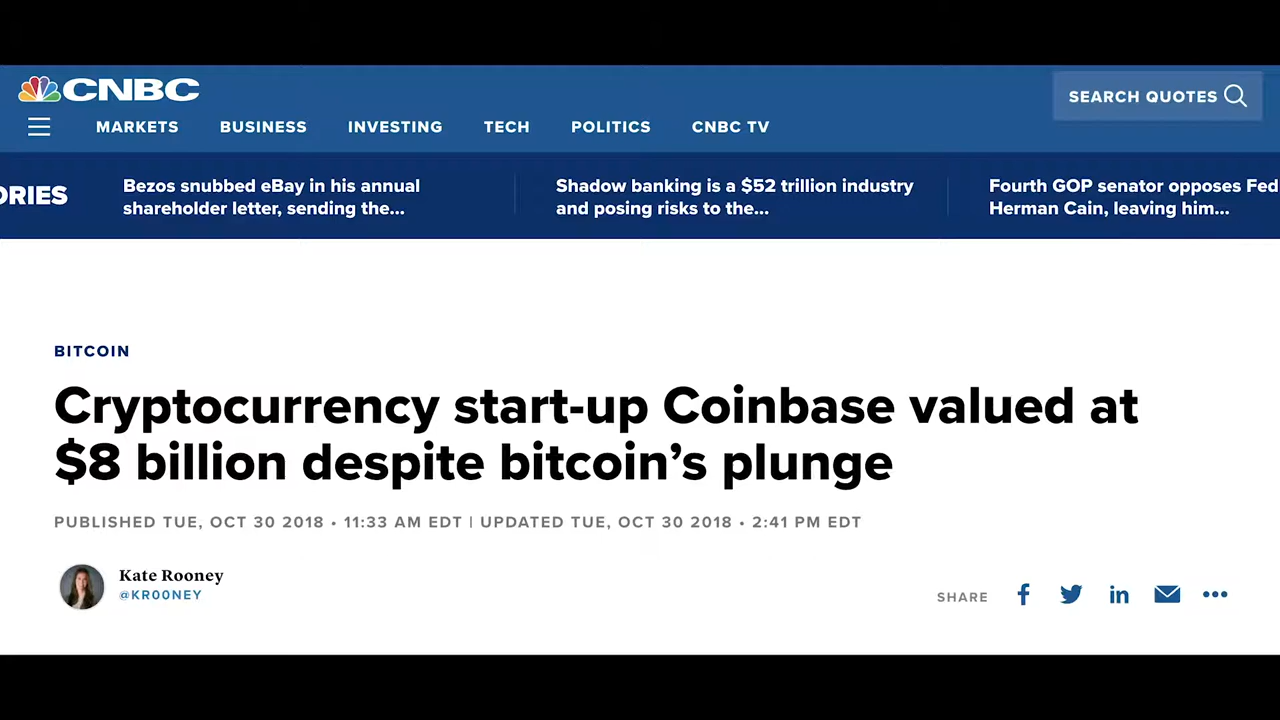 CNBC
SEARCH QUOTES
MARKETS BUSINESS INVESTING TECH POLITICS CNBC TV
ORIES
Bezos snubbed eBay in his annual
shareholder letter, sending the...
Shadow banking is a $52 trillion industry
and posing risks to the...
Fourth GOP senator opposes Fed
Herman Cain, leaving him...
BITCOIN
Cryptocurrency start-up Coinbase valued at
$8 billion despite bitcoin’s plunge
PUBLISHED TUE, OCT 30 2018 • 11:33 AM EDT | UPDATED TUE, OCT 30 2018 • 2:41 PM EDT
Kate Rooney
@KR00NEY
SHARE